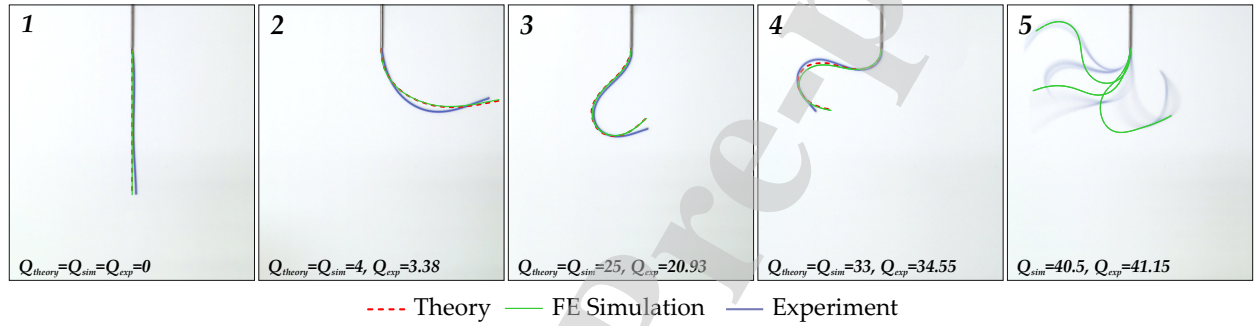 1 2 3 4 5
Q_theory=Q_sim=Q_exp=0 Q_theory=Q_sim=4, Q_exp=3.38 Q_theory=Q_sim=25, Q_exp=20.93 Q_theory=Q_sim=33, Q_exp=34.55 Q_sim=40.5, Q_exp=41.15
Theory FE Simulation Experiment
Pre-p